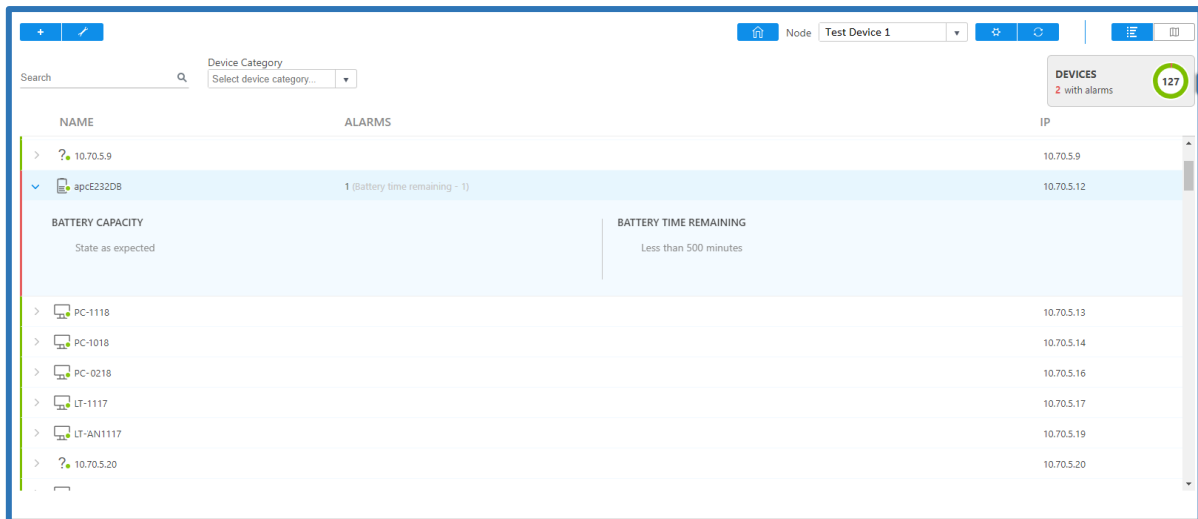 +
Node Test Device 1
Search
Device Category
Select device category...
DEVICES
2 with alarms
127
NAME ALARMS IP
? 10.70.5.9 10.70.5.9
apcE232DB 1 (Battery time remaining - 1) 10.70.5.12
BATTERY CAPACITY BATTERY TIME REMAINING
State as expected Less than 500 minutes
PC-1118 10.70.5.13
PC-1018 10.70.5.14
PC-0218 10.70.5.16
LT-1117 10.70.5.17
LT-'AN1117 10.70.5.19
? 10.70.5.20 10.70.5.20